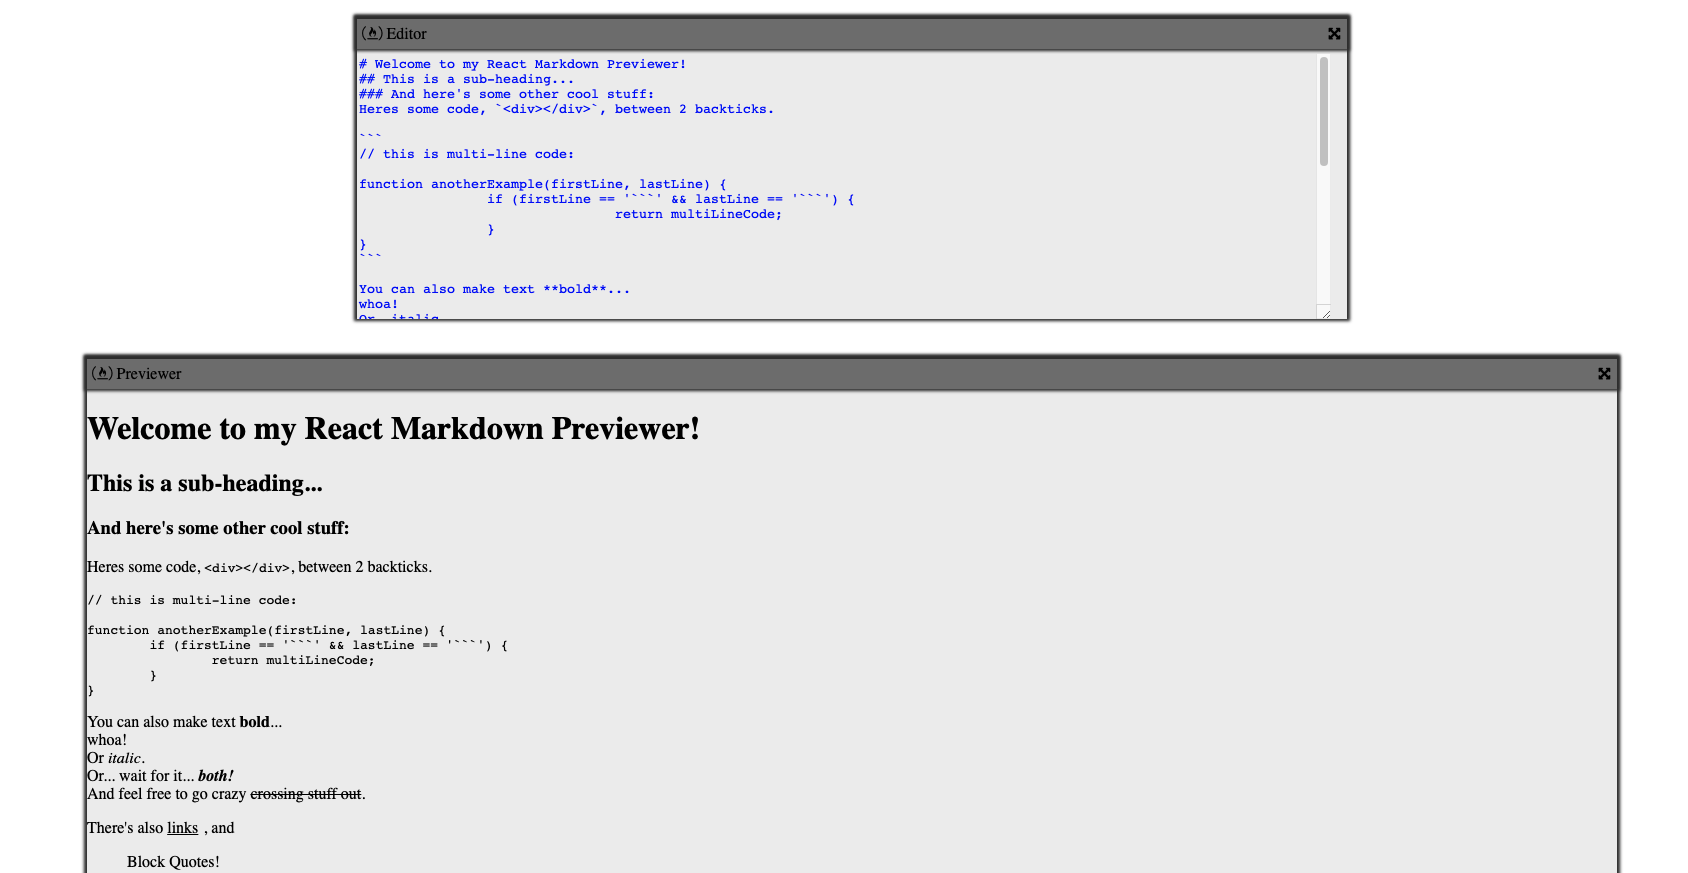 Editor
# Welcome to my React Markdown Previewer!
## This is a sub-heading...
### And here's some other cool stuff:
Heres some code, `<div></div>`, between 2 backticks.
```
// this is multi-line code:
function anotherExample(firstLine, lastLine) {
if (firstLine == '```' && lastLine == '```') {
return multiLineCode;
}
}
```
You can also make text **bold**...
whoa!
Or _italic_.
Previewer
Welcome to my React Markdown Previewer!
This is a sub-heading...
And here's some other cool stuff:
Heres some code, <div></div>, between 2 backticks.
// this is multi-line code:
function anotherExample(firstLine, lastLine) {
if (firstLine == '```' && lastLine == '```') {
return multiLineCode;
}
}
You can also make text bold...
whoa!
Or italic.
Or... wait for it... both!
And feel free to go crazy crossing stuff out.
There's also links , and
Block Quotes!